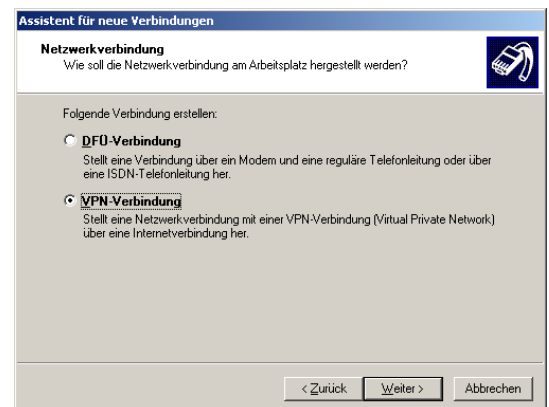 Assistent für neue Verbindungen
Netzwerkverbindung
Wie soll die Netzwerkverbindung am Arbeitsplatz hergestellt werden?
Folgende Verbindung erstellen:
DFÜ-Verbindung
Stellt eine Verbindung über ein Modem und eine reguläre Telefonleitung oder über
eine ISDN-Telefonleitung her.
VPN-Verbindung
Stellt eine Netzwerkverbindung mit einer VPN-Verbindung (Virtual Private Network)
über eine Internetverbindung her.
< Zurück Weiter > Abbrechen